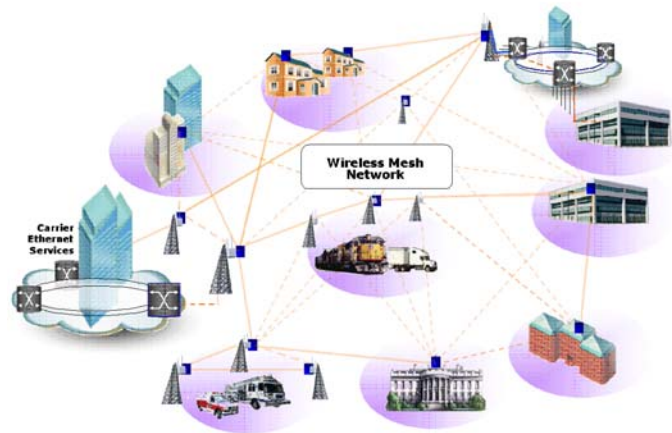 Wireless Mesh
Network
Carrier
Ethernet
Services